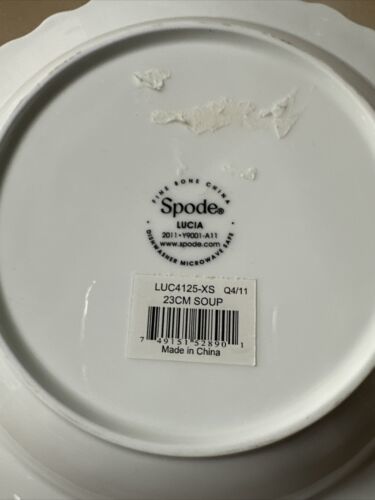 FINE BONE CHINA
Spode®
LUCIA
2011•Y9001-A11
www.spode.com
• DISHWASHER MICROWAVE SAFE •
LUC4125-XS Q4/11
23CM SOUP
7 49151 52890 1
Made in China